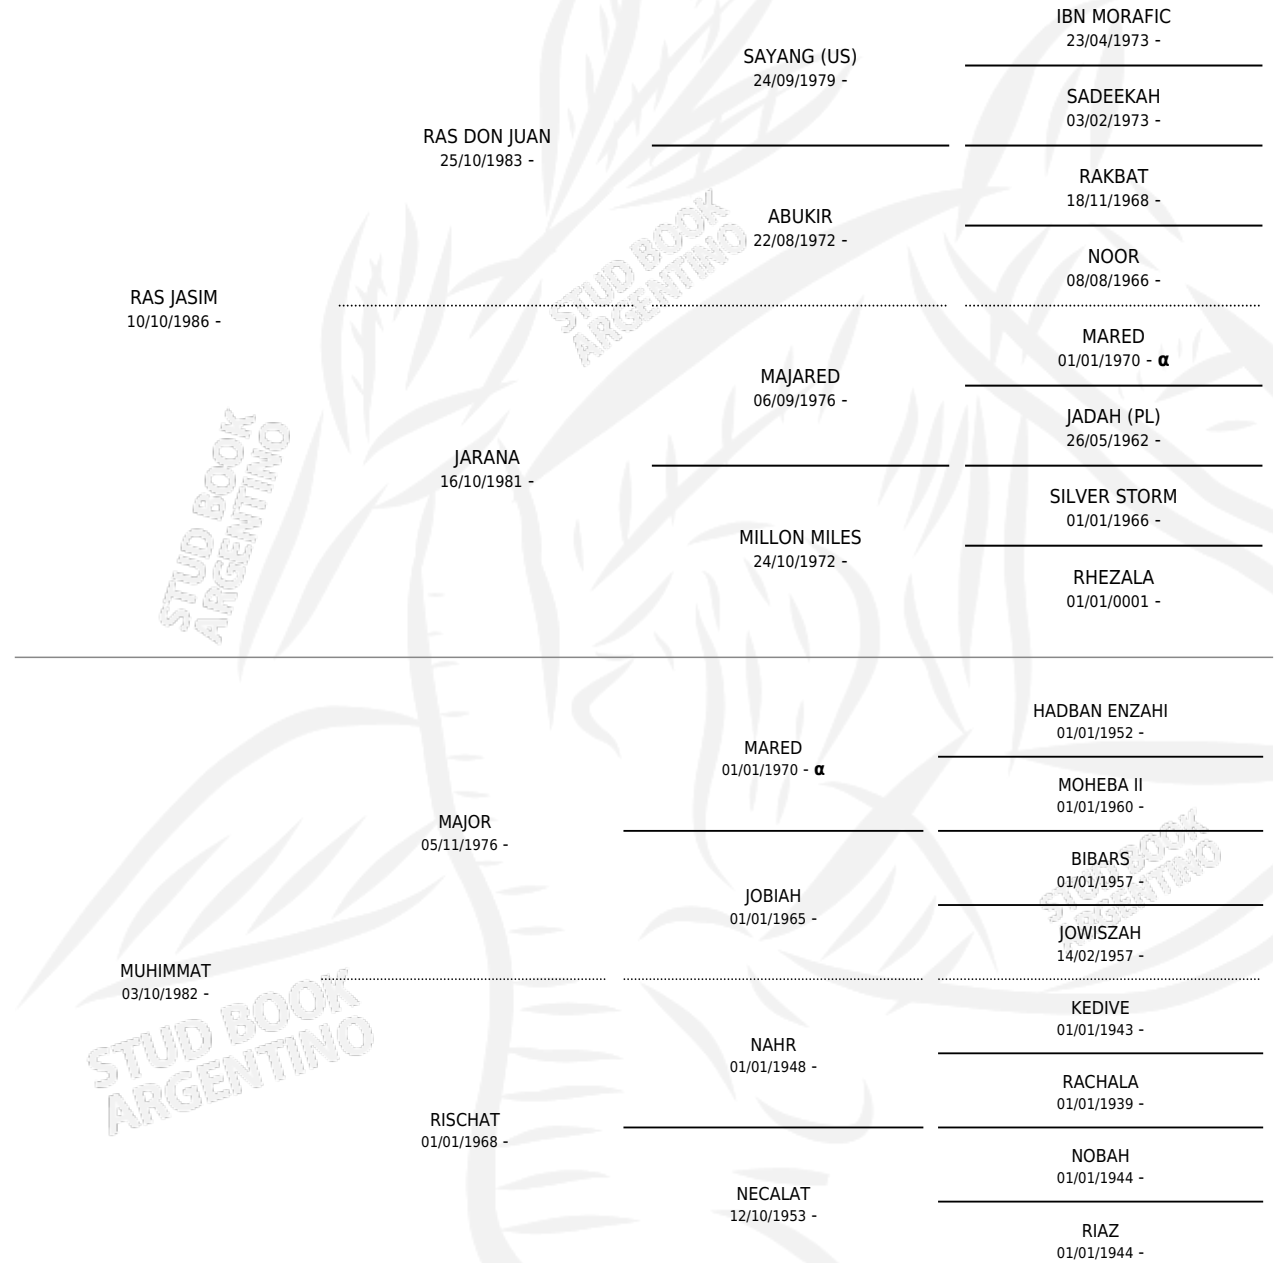 IBN MORAFIC
23/04/1973 -
SAYANG (US)
24/09/1979 -
SADEEKAH
03/02/1973 -
RAS DON JUAN
25/10/1983 -
RAKBAT
18/11/1968 -
ABUKIR
22/08/1972 -
NOOR
08/08/1966 -
STUD BOOK
ARGENTINO
RAS JASIM
10/10/1986 -
MARED
01/01/1970 - α
MAJARED
06/09/1976 -
JADAH (PL)
26/05/1962 -
JARANA
16/10/1981 -
SILVER STORM
01/01/1966 -
MILLON MILES
24/10/1972 -
RHEZALA
01/01/0001 -
STUD BOOK
ARGENTINO
HADBAN ENZAHI
01/01/1952 -
MARED
01/01/1970 - α
MOHEBA II
01/01/1960 -
MAJOR
05/11/1976 -
BIBARS
01/01/1957 -
JOBIAH
01/01/1965 -
JOWISZAH
14/02/1957 -
STUD BOOK
ARGENTINO
MUHIMMAT
03/10/1982 -
KEDIVE
01/01/1943 -
NAHR
01/01/1948 -
RACHALA
01/01/1939 -
STUD BOOK
ARGENTINO
RISCHAT
01/01/1968 -
NOBAH
01/01/1944 -
NECALAT
12/10/1953 -
RIAZ
01/01/1944 -